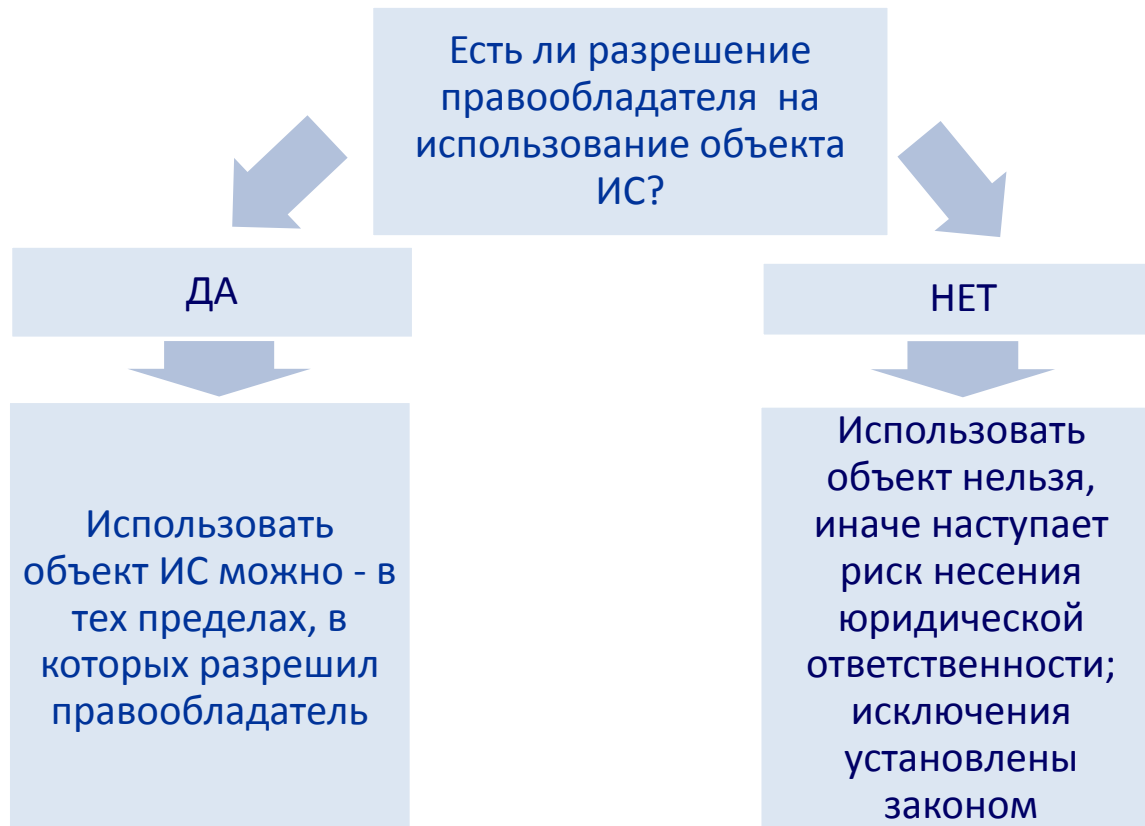 Есть ли разрешение
правообладателя на
использование объекта
ИС?
ДА
НЕТ
Использовать
объект ИС можно - в
тех пределах, в
которых разрешил
правообладатель
Использовать
объект нельзя,
иначе наступает
риск несения
юридической
ответственности;
исключения
установлены
законом